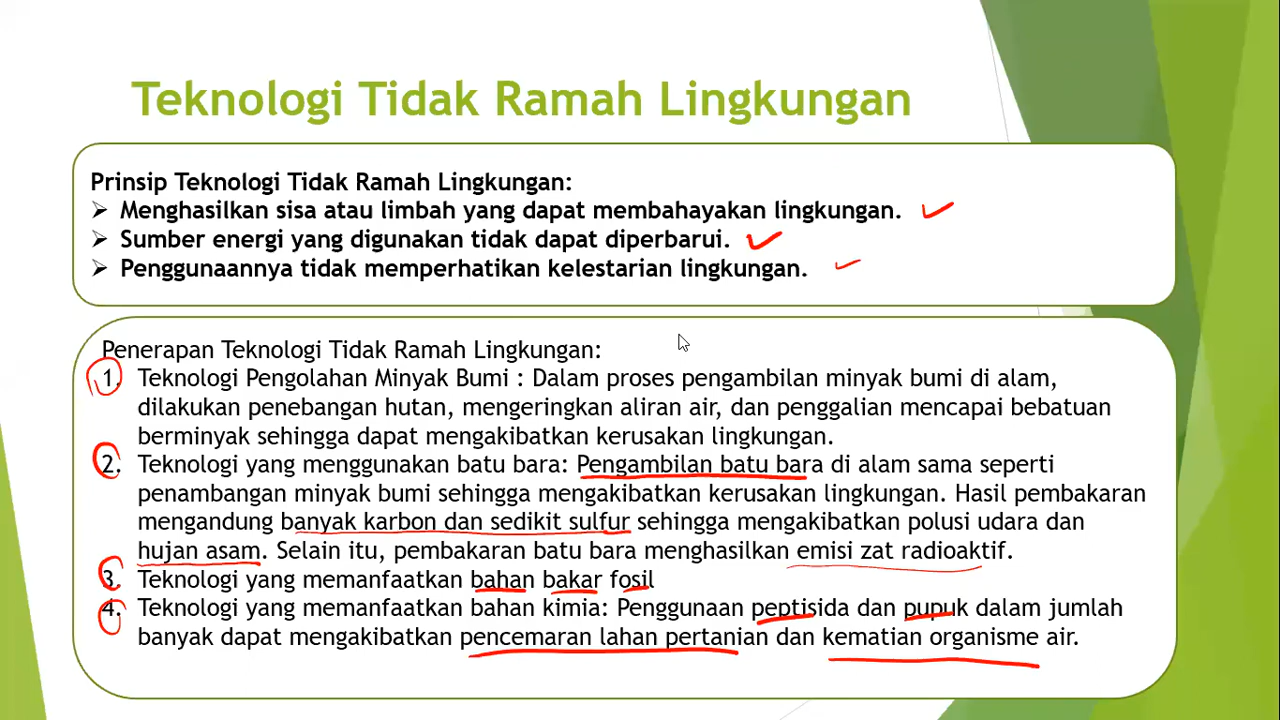 Teknologi Tidak Ramah Lingkungan
Prinsip Teknologi Tidak Ramah Lingkungan:
➢ Menghasilkan sisa atau limbah yang dapat membahayakan lingkungan.
➢ Sumber energi yang digunakan tidak dapat diperbarui.
➢ Penggunaannya tidak memperhatikan kelestarian lingkungan.
Penerapan Teknologi Tidak Ramah Lingkungan:
1. Teknologi Pengolahan Minyak Bumi : Dalam proses pengambilan minyak bumi di alam,
dilakukan penebangan hutan, mengeringkan aliran air, dan penggalian mencapai bebatuan
berminyak sehingga dapat mengakibatkan kerusakan lingkungan.
2. Teknologi yang menggunakan batu bara: Pengambilan batu bara di alam sama seperti
penambangan minyak bumi sehingga mengakibatkan kerusakan lingkungan. Hasil pembakaran
mengandung banyak karbon dan sedikit sulfur sehingga mengakibatkan polusi udara dan
hujan asam. Selain itu, pembakaran batu bara menghasilkan emisi zat radioaktif.
3. Teknologi yang memanfaatkan bahan bakar fosil
4. Teknologi yang memanfaatkan bahan kimia: Penggunaan peptisida dan pupuk dalam jumlah
banyak dapat mengakibatkan pencemaran lahan pertanian dan kematian organisme air.